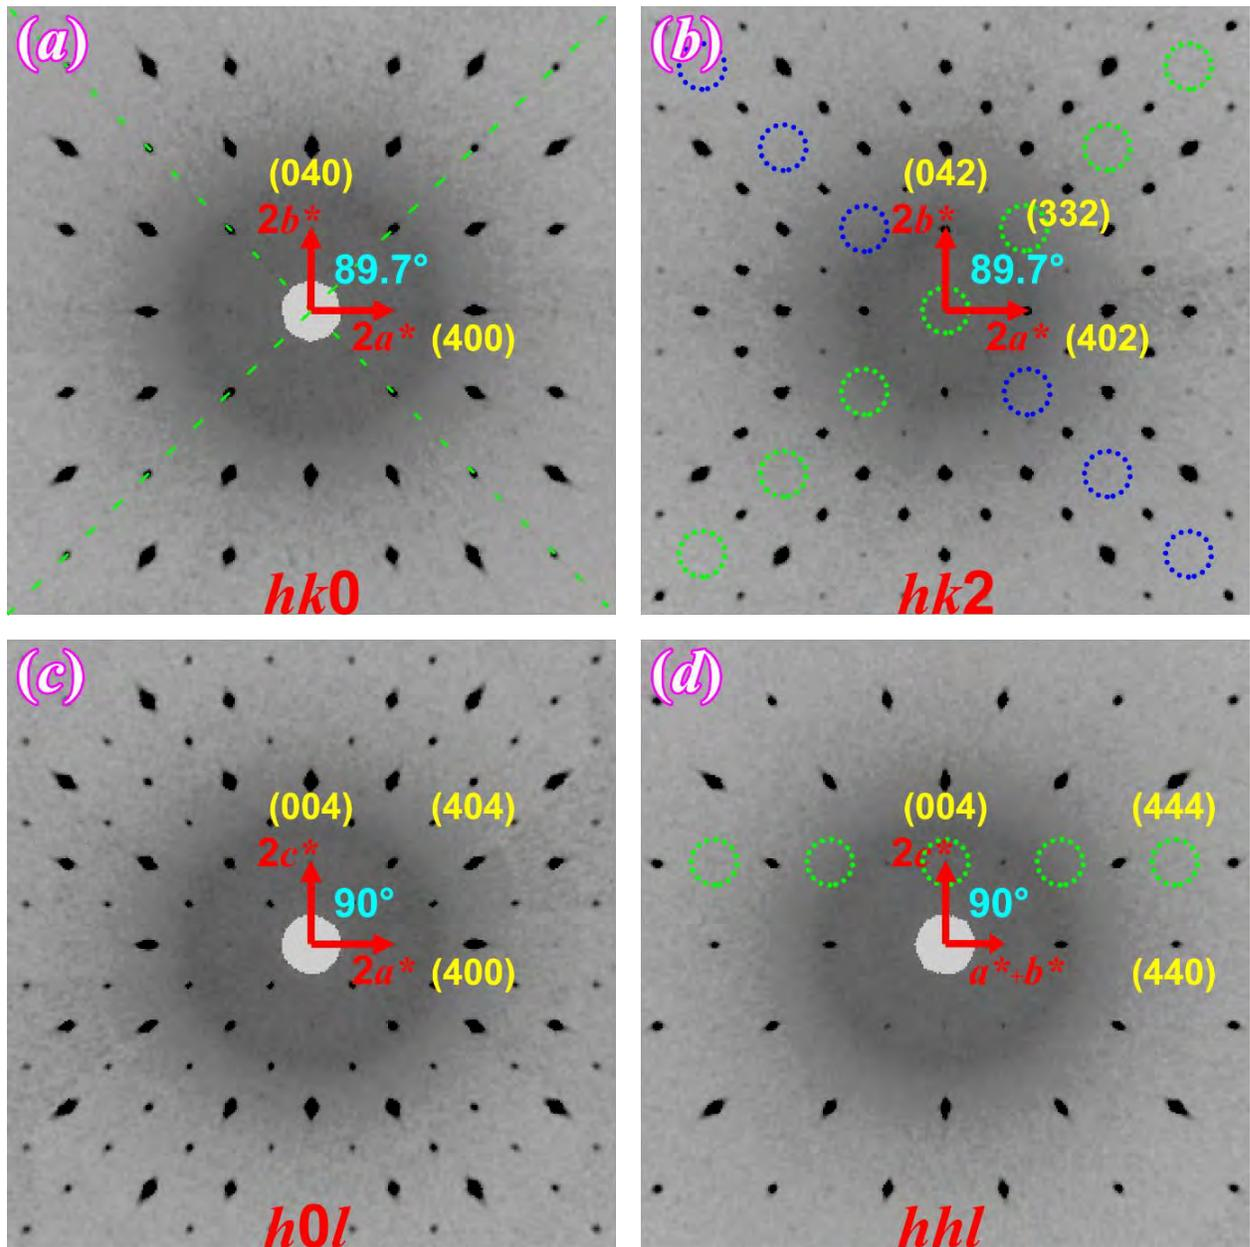 (a)
(040)
2b*
89.7°
2a*
(400)
hk0
(b)
(042)
2b*
(332)
89.7°
2a*
(402)
hk2
(c)
(004)
(404)
2c*
90°
2a*
(400)
h0l
(d)
(004)
(444)
2c*
90°
a*+b*
(440)
hhl